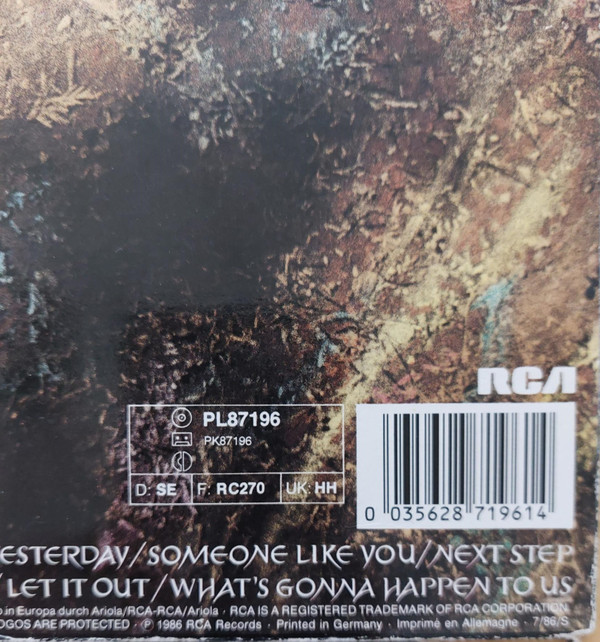 RCA
PL87196
PK87196
D: SE F: RC270 UK: HH
0 035628 719614
ESTERDAY/SOMEONE LIKE YOU/NEXT STEP
/LET IT OUT/WHAT'S GONNA HAPPEN TO US
in Europa durch Ariola/RCA-RCA/Ariola · RCA IS A REGISTERED TRADEMARK OF RCA CORPORATION.
OGOS ARE PROTECTED · ℗ 1986 RCA Records · Printed in Germany · Imprimé en Allemagne · 7/86/S